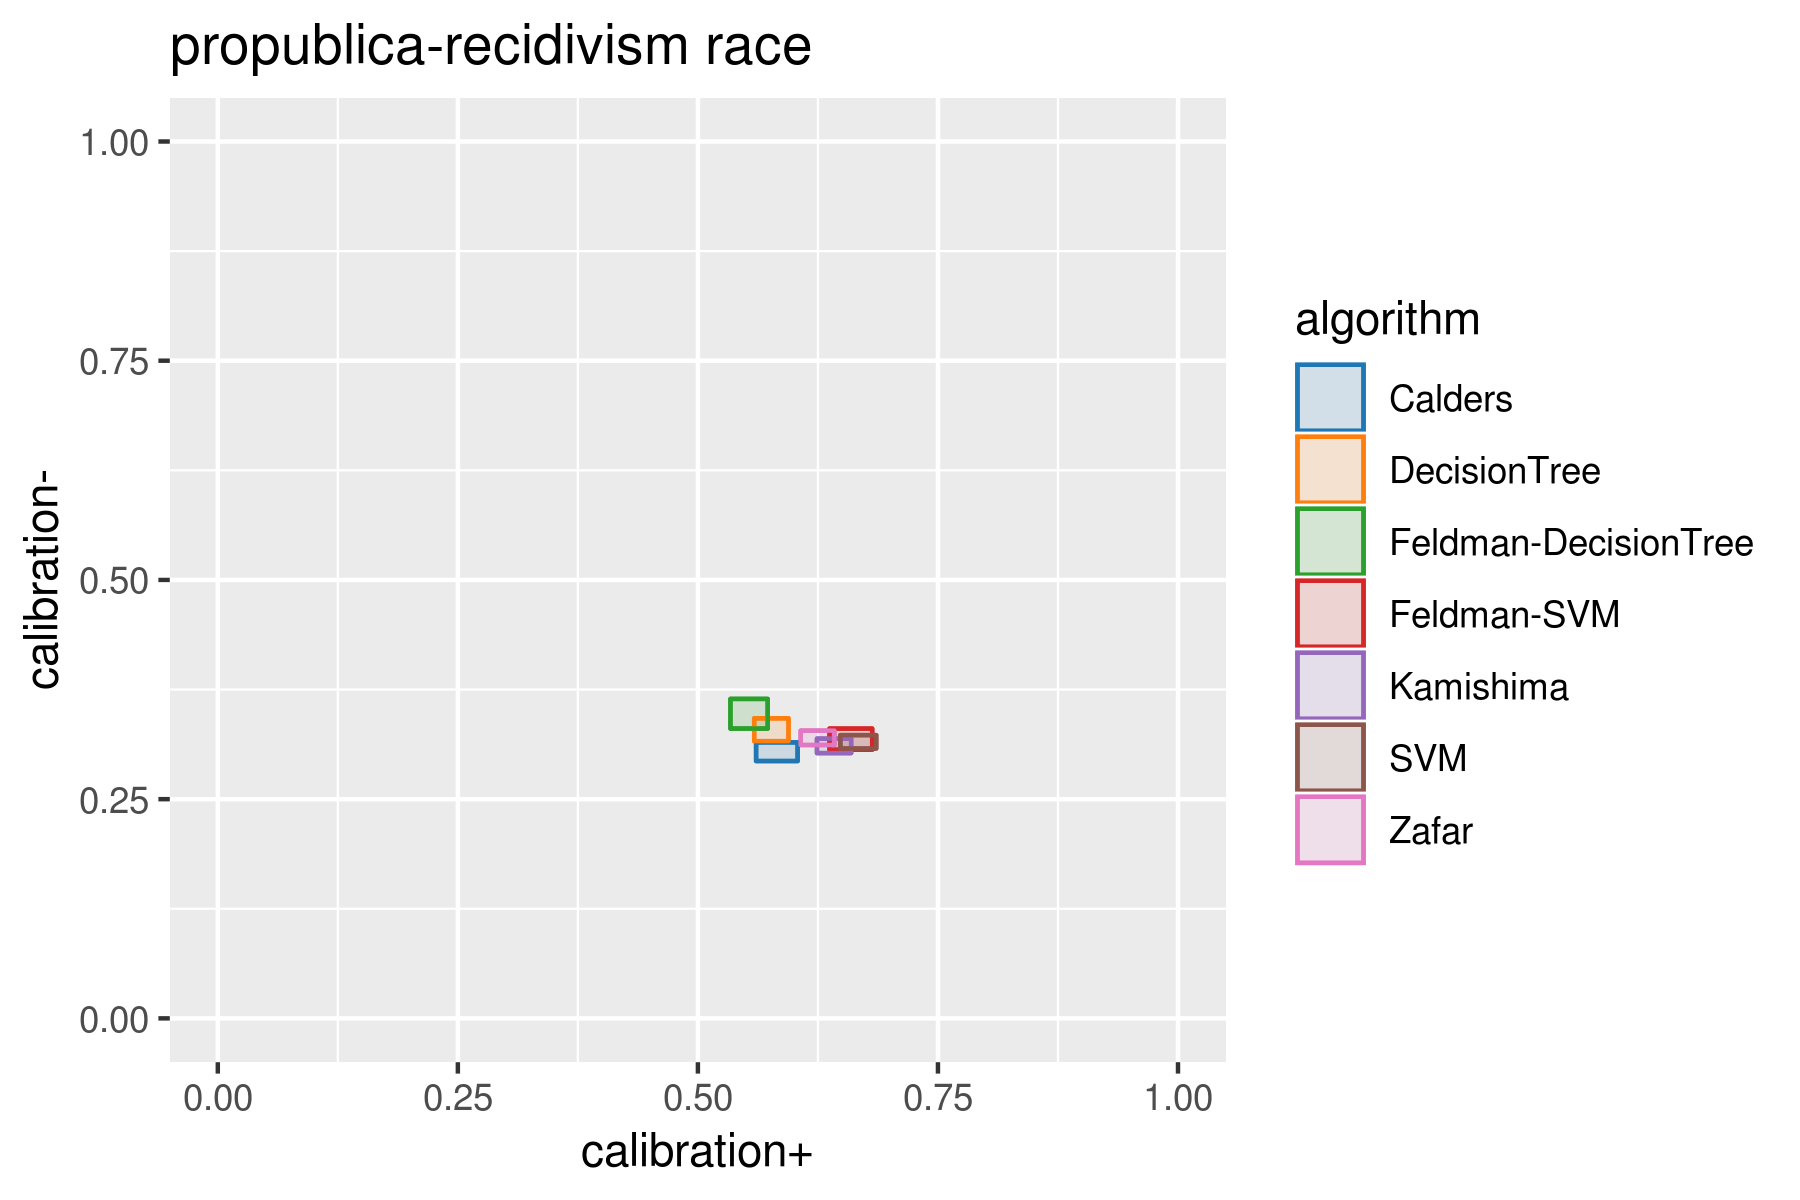 propublica-recidivism race
1.00
0.75
0.50
0.25
0.00
calibration-
0.00 0.25 0.50 0.75 1.00
calibration+
algorithm
Calders
DecisionTree
Feldman-DecisionTree
Feldman-SVM
Kamishima
SVM
Zafar